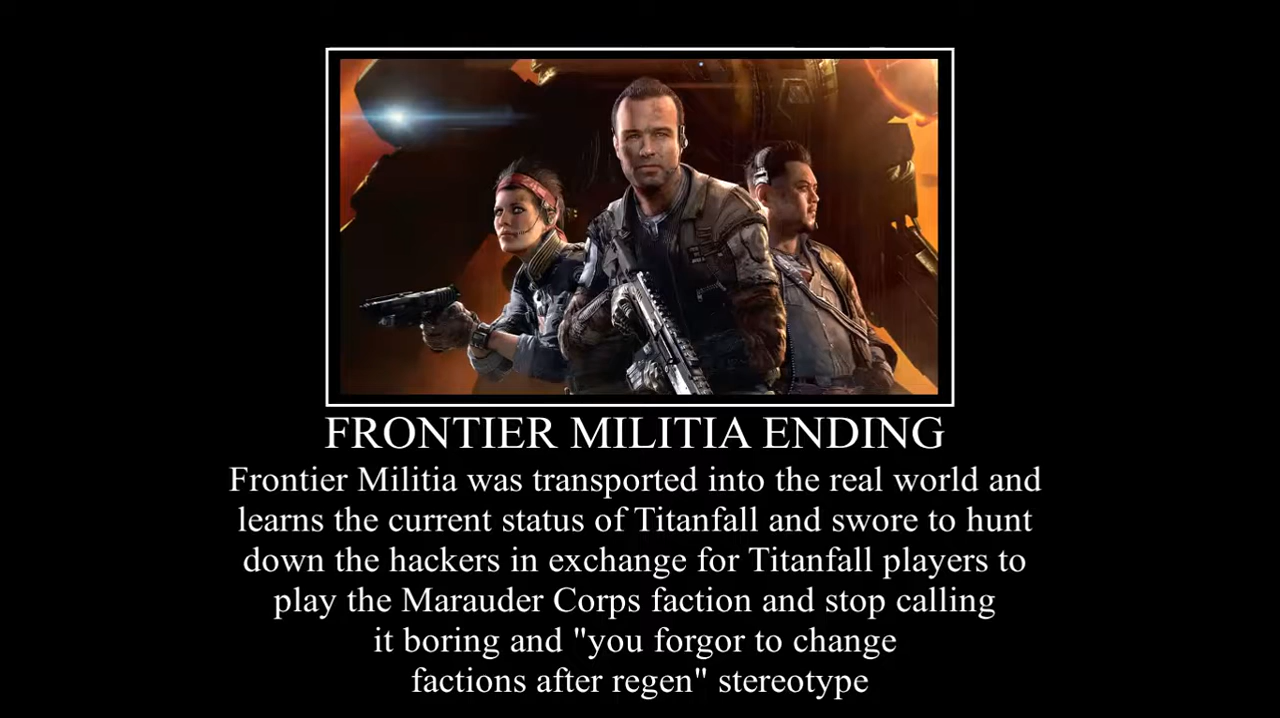 FRONTIER MILITIA ENDING
Frontier Militia was transported into the real world and
learns the current status of Titanfall and swore to hunt
down the hackers in exchange for Titanfall players to
play the Marauder Corps faction and stop calling
it boring and "you forgor to change
factions after regen" stereotype